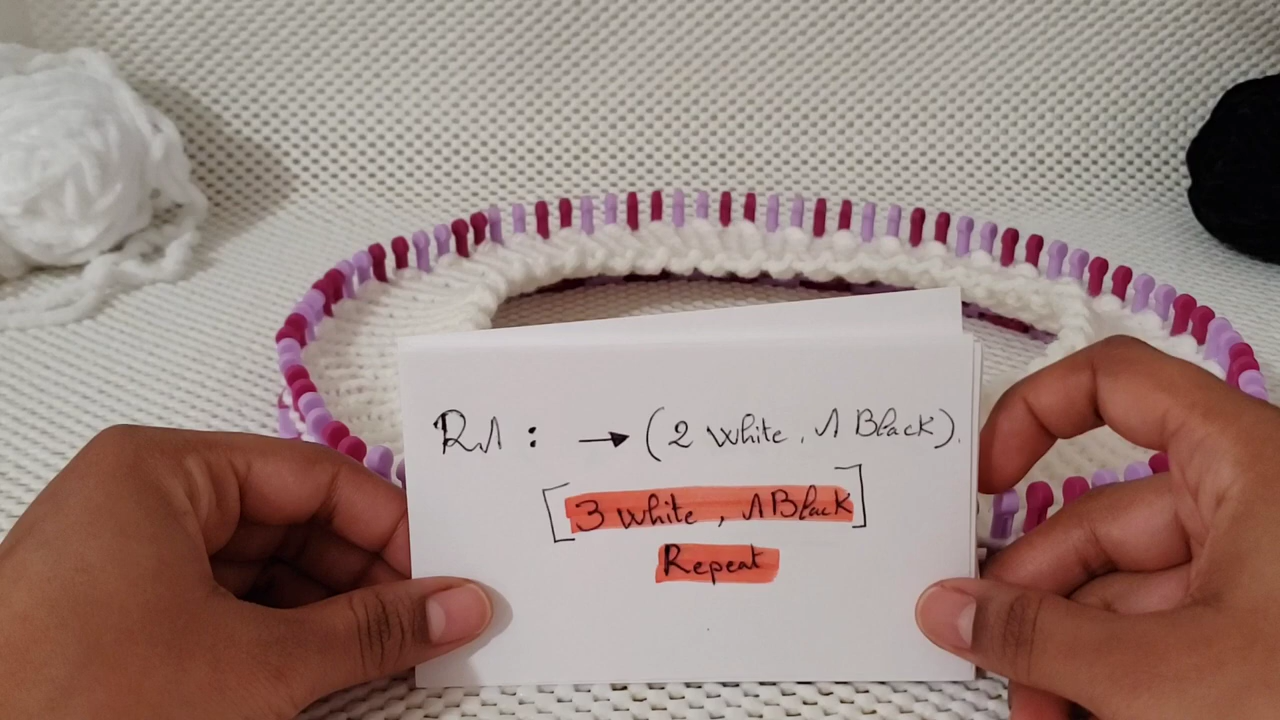 R1 : → (2 white, 1 Black).
[3 white, 1 Black]
Repeat